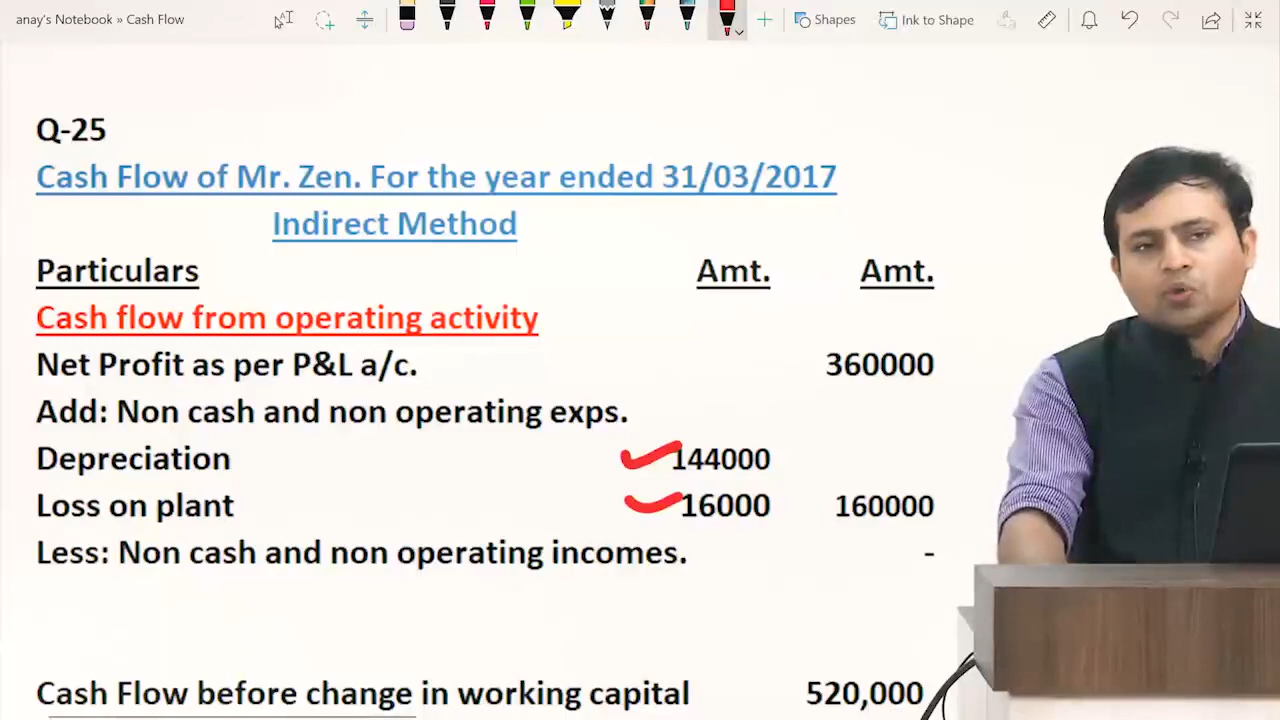 anay's Notebook » Cash Flow
Shapes
Ink to Shape
Q-25
Cash Flow of Mr. Zen. For the year ended 31/03/2017
Indirect Method
Particulars Amt. Amt.
Cash flow from operating activity
Net Profit as per P&L a/c. 360000
Add: Non cash and non operating exps.
Depreciation 144000
Loss on plant 16000 160000
Less: Non cash and non operating incomes. -
Cash Flow before change in working capital 520,000